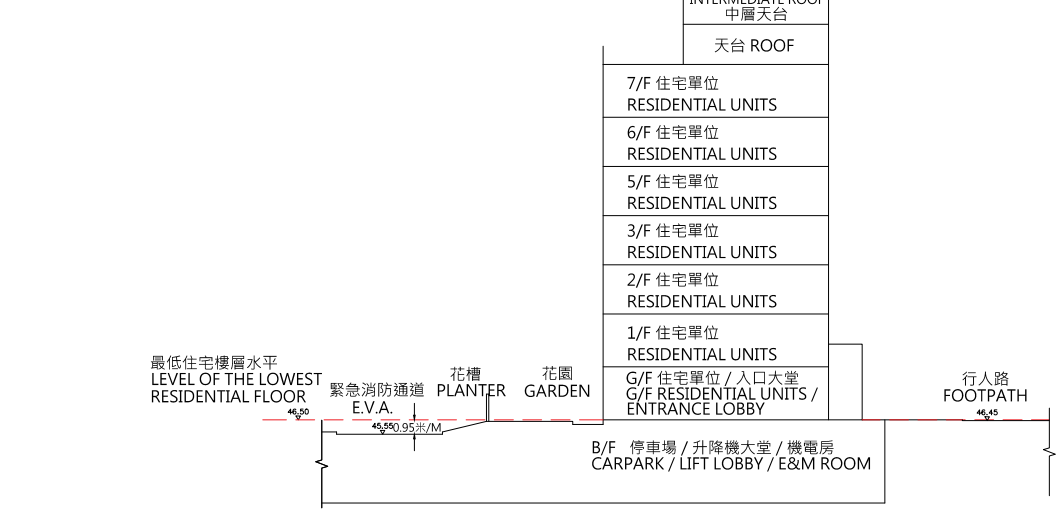 INTERMEDIATE ROOF
中層天台
天台 ROOF
7/F 住宅單位
RESIDENTIAL UNITS
6/F 住宅單位
RESIDENTIAL UNITS
5/F 住宅單位
RESIDENTIAL UNITS
3/F 住宅單位
RESIDENTIAL UNITS
2/F 住宅單位
RESIDENTIAL UNITS
1/F 住宅單位
RESIDENTIAL UNITS
G/F 住宅單位 / 入口大堂
G/F RESIDENTIAL UNITS /
ENTRANCE LOBBY
最低住宅樓層水平
LEVEL OF THE LOWEST
RESIDENTIAL FLOOR
46.50
緊急消防通道
E.V.A.
45.55
0.95米/M
花槽
PLANTER
花園
GARDEN
行人路
FOOTPATH
46.45
B/F 停車場 / 升降機大堂 / 機電房
CARPARK / LIFT LOBBY / E&M ROOM